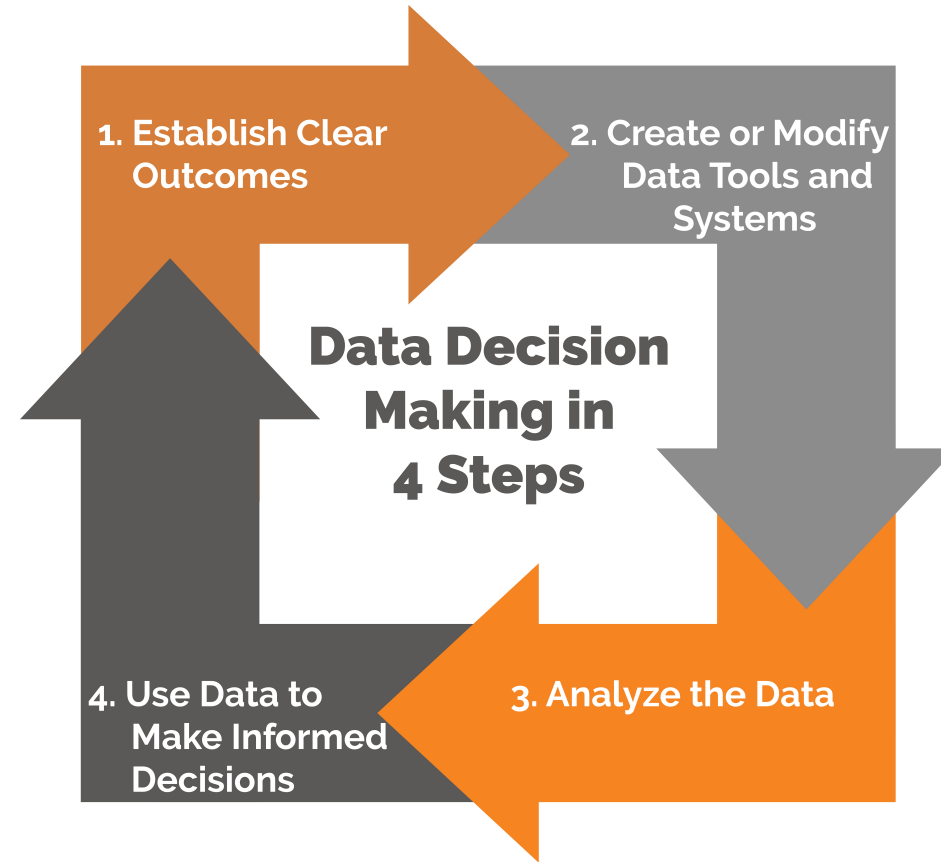 1. Establish Clear
Outcomes
2. Create or Modify
Data Tools and
Systems
Data Decision
Making in
4 Steps
3. Analyze the Data
4. Use Data to
Make Informed
Decisions